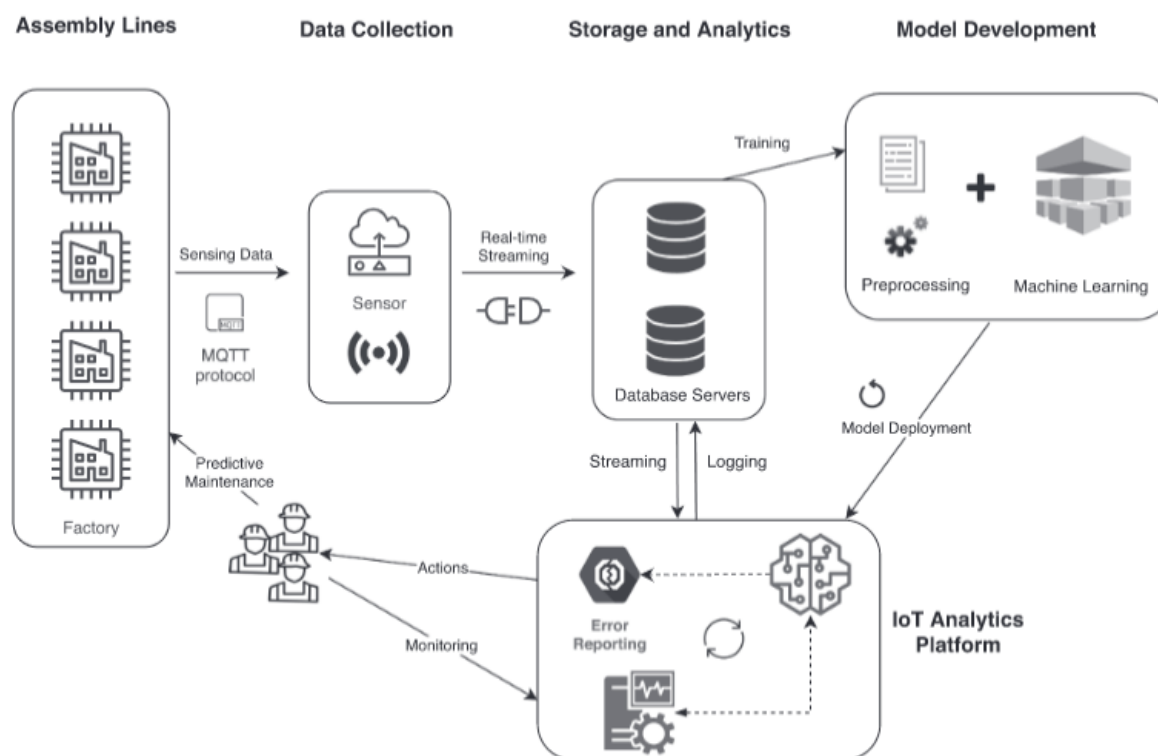 Assembly Lines
Data Collection
Storage and Analytics
Model Development
Training
Sensing Data
MQTT
MQTT
protocol
Sensor
Real-time
Streaming
Preprocessing
Machine Learning
Database Servers
Model Deployment
Streaming
Logging
Predictive
Maintenance
Factory
Actions
Error
Reporting
Monitoring
IoT Analytics
Platform